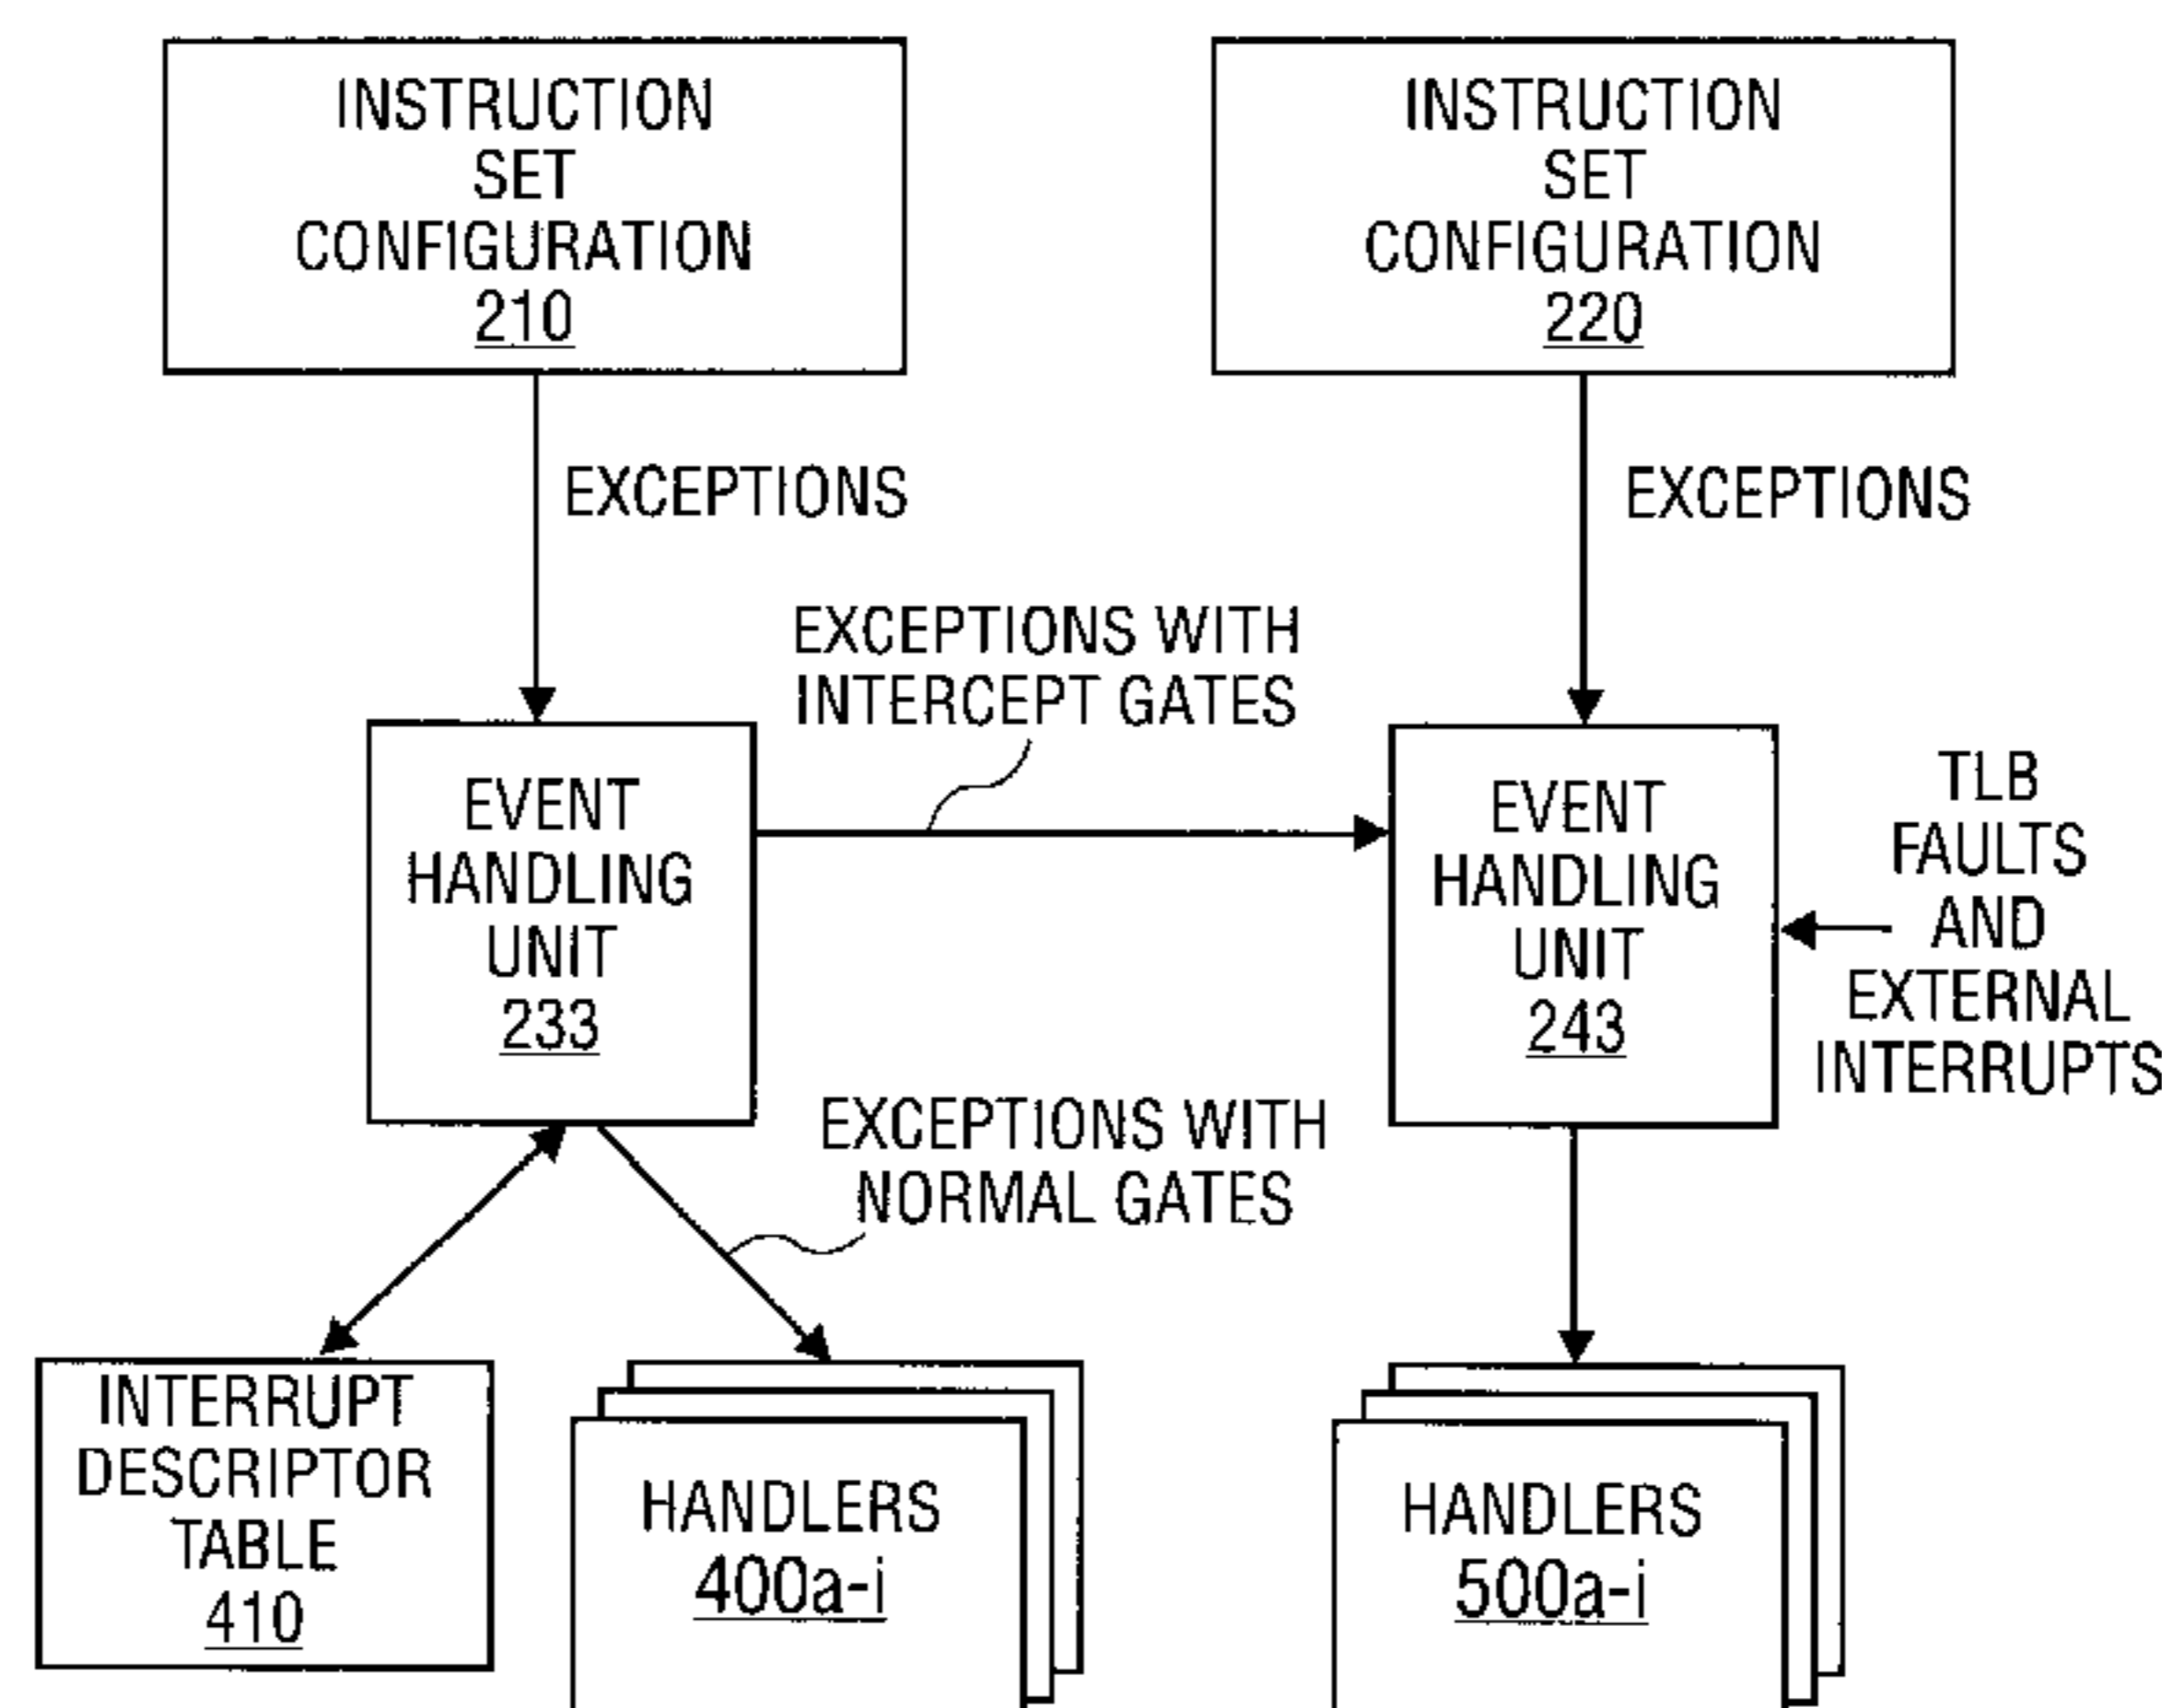 INSTRUCTION
SET
CONFIGURATION
210
INSTRUCTION
SET
CONFIGURATION
220
EXCEPTIONS
EXCEPTIONS
EXCEPTIONS WITH
INTERCEPT GATES
EVENT
HANDLING
UNIT
233
EVENT
HANDLING
UNIT
243
TLB
FAULTS
AND
EXTERNAL
INTERRUPTS
EXCEPTIONS WITH
NORMAL GATES
INTERRUPT
DESCRIPTOR
TABLE
410
HANDLERS
400a-i
HANDLERS
500a-i